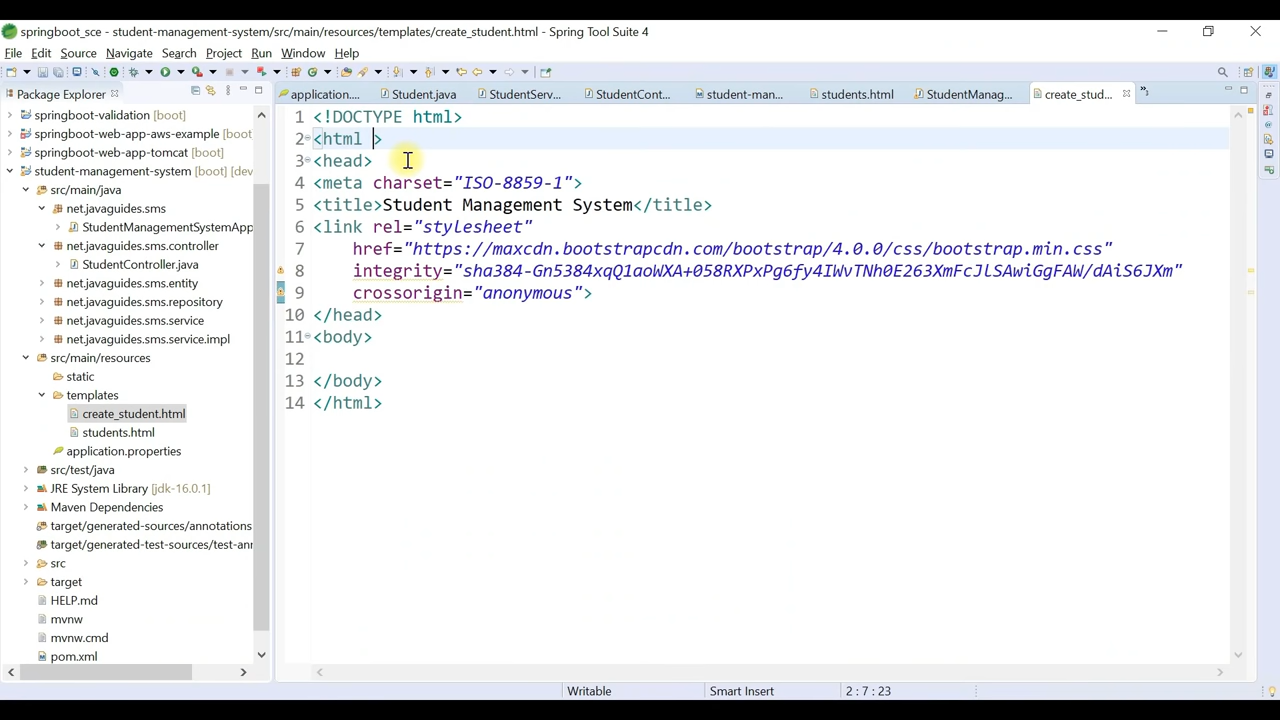 springboot_sce - student-management-system/src/main/resources/templates/create_student.html - Spring Tool Suite 4
File Edit Source Navigate Search Project Run Window Help
Package Explorer
springboot-validation [boot]
springboot-web-app-aws-example [boot
springboot-web-app-tomcat [boot]
student-management-system [boot] [dev
src/main/java
net.javaguides.sms
StudentManagementSystemApp
net.javaguides.sms.controller
StudentController.java
net.javaguides.sms.entity
net.javaguides.sms.repository
net.javaguides.sms.service
net.javaguides.sms.service.impl
src/main/resources
static
templates
create_student.html
students.html
application.properties
src/test/java
JRE System Library [jdk-16.0.1]
Maven Dependencies
target/generated-sources/annotations
target/generated-test-sources/test-anr
src
target
HELP.md
mvnw
mvnw.cmd
pom.xml
application.... Student.java StudentServ... StudentCont... student-man... students.html StudentManag... create_stud...
1 <!DOCTYPE html>
2 <html >
3 <head>
4 <meta charset="ISO-8859-1">
5 <title>Student Management System</title>
6 <link rel="stylesheet"
7 href="https://maxcdn.bootstrapcdn.com/bootstrap/4.0.0/css/bootstrap.min.css"
8 integrity="sha384-Gn5384xqQ1aoWXA+058RXPxPg6fy4IWvTNh0E263XmFcJlSAwiGgFAW/dAiS6JXm"
9 crossorigin="anonymous">
10 </head>
11 <body>
12
13 </body>
14 </html>
Writable Smart Insert 2 : 7 : 23